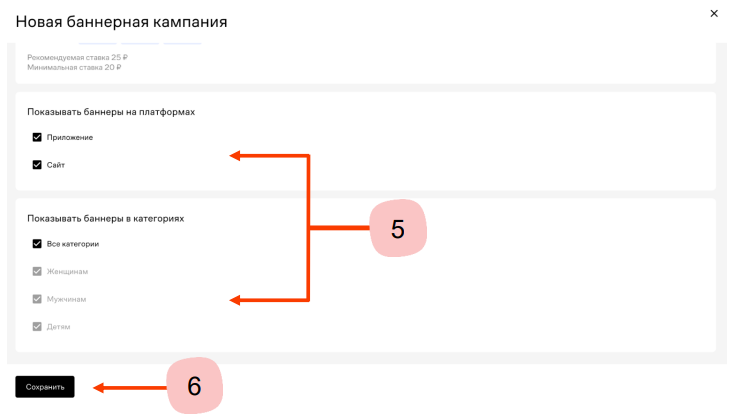 Новая баннерная кампания
Рекомендуемая ставка 25 ₽
Минимальная ставка 20 ₽
Показывать баннеры на платформах
Приложение
Сайт
Показывать баннеры в категориях
5
Все категории
Женщинам
Мужчинам
Детям
Сохранить
6